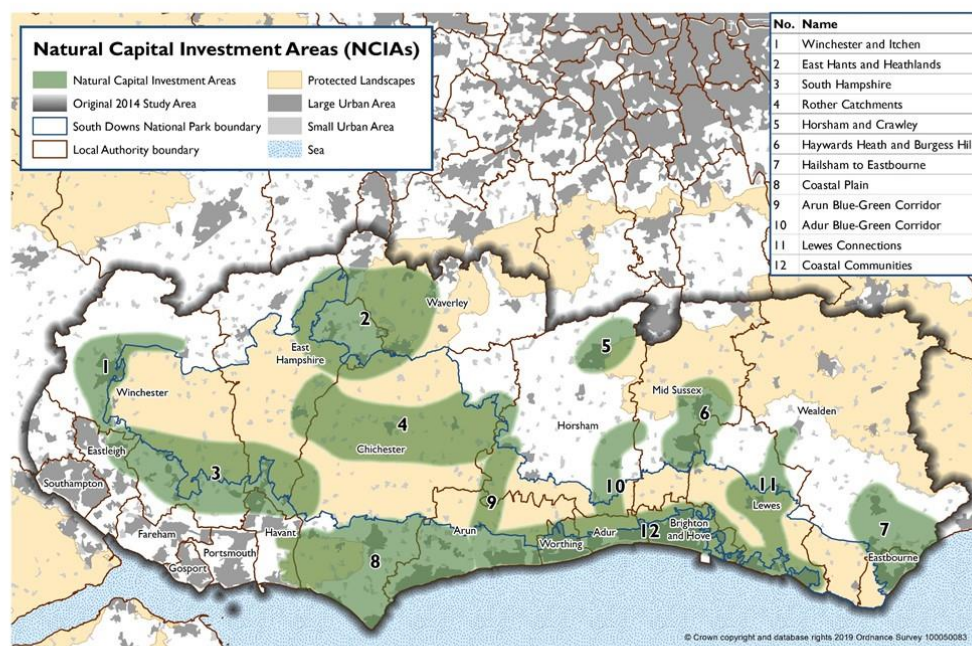 Natural Capital Investment Areas (NCIAs)
Natural Capital Investment Areas
Original 2014 Study Area
South Downs National Park boundary
Local Authority boundary
Protected Landscapes
Large Urban Area
Small Urban Area
Sea
No. Name
1 Winchester and Itchen
2 East Hants and Heathlands
3 South Hampshire
4 Rother Catchments
5 Horsham and Crawley
6 Haywards Heath and Burgess Hil
7 Hailsham to Eastbourne
8 Coastal Plain
9 Arun Blue-Green Corridor
10 Adur Blue-Green Corridor
11 Lewes Connections
12 Coastal Communities
Waverley
2
East
Hampshire
5
1
Winchester
Mid Sussex
6
Wealden
4
Horsham
Chichester
Eastleigh
3
Southampton
10
11
9
Lewes
Fareham
Havant
Arun
Adur
12
Brighton
and Hove
7
Portsmouth
Worthing
8
Eastbourne
Gosport
© Crown copyright and database rights 2019 Ordnance Survey 100050083